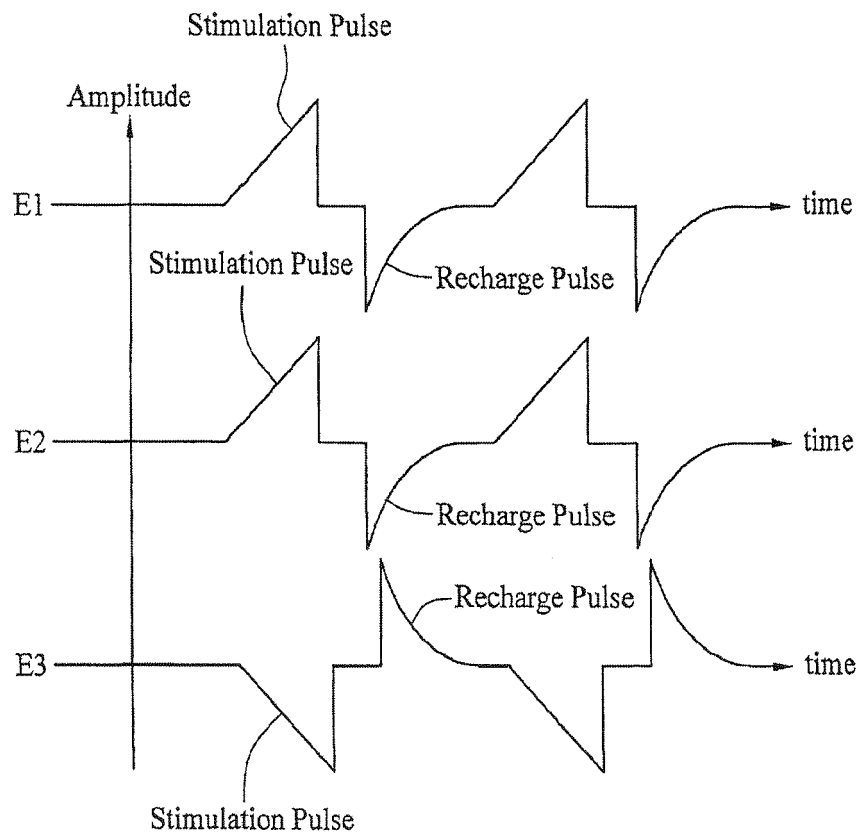 Stimulation Pulse
Amplitude
E1
time
Stimulation Pulse
Recharge Pulse
E2
time
Recharge Pulse
Recharge Pulse
E3
time
Stimulation Pulse